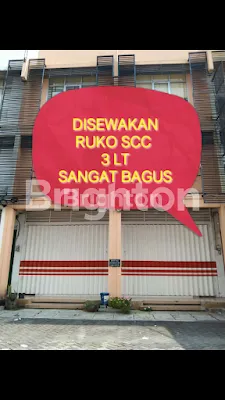 DISEWAKAN
RUKO SCC
3 LT
SANGAT BAGUS
Brighton